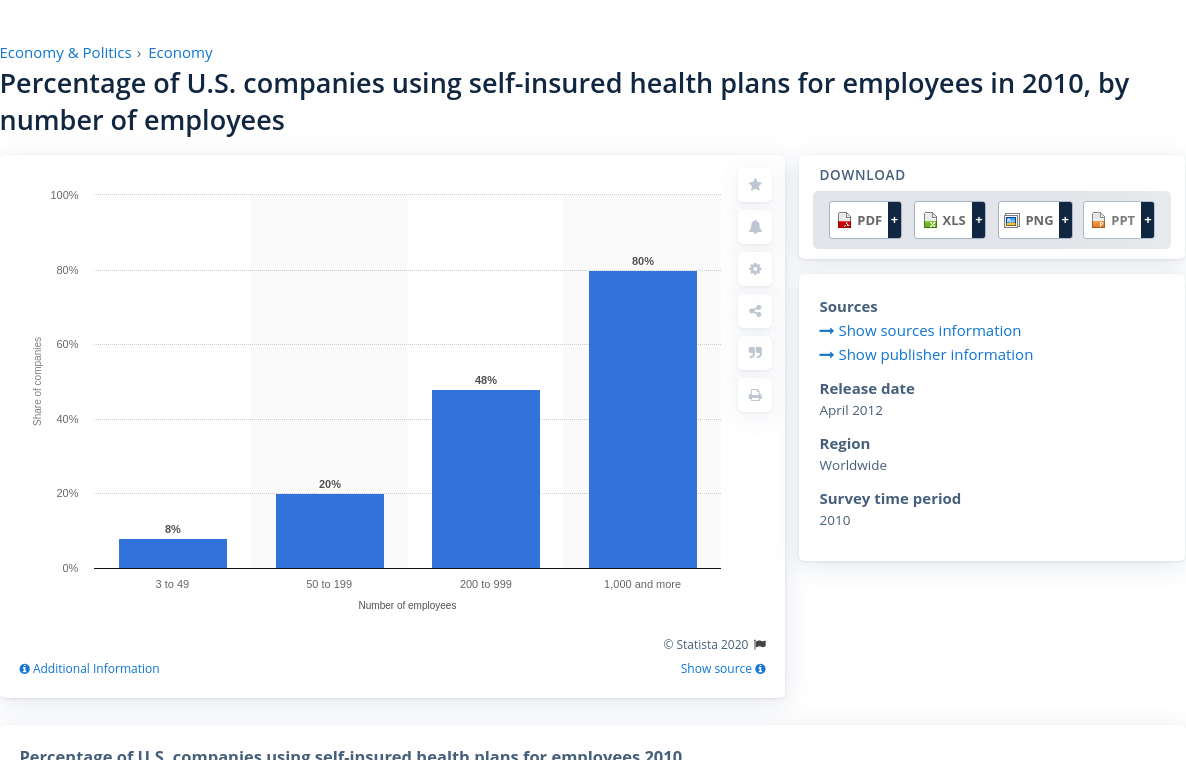 Economy & Politics › Economy
Percentage of U.S. companies using self-insured health plans for employees in 2010, by
number of employees
100%
80%
60%
40%
20%
0%
Share of companies
8%
20%
48%
80%
3 to 49
50 to 199
200 to 999
1,000 and more
Number of employees
© Statista 2020
Additional Information
Show source
DOWNLOAD
PDF +
XLS +
PNG +
PPT +
Sources
Show sources information
Show publisher information
Release date
April 2012
Region
Worldwide
Survey time period
2010
Percentage of U.S. companies using self-insured health plans for employees 2010